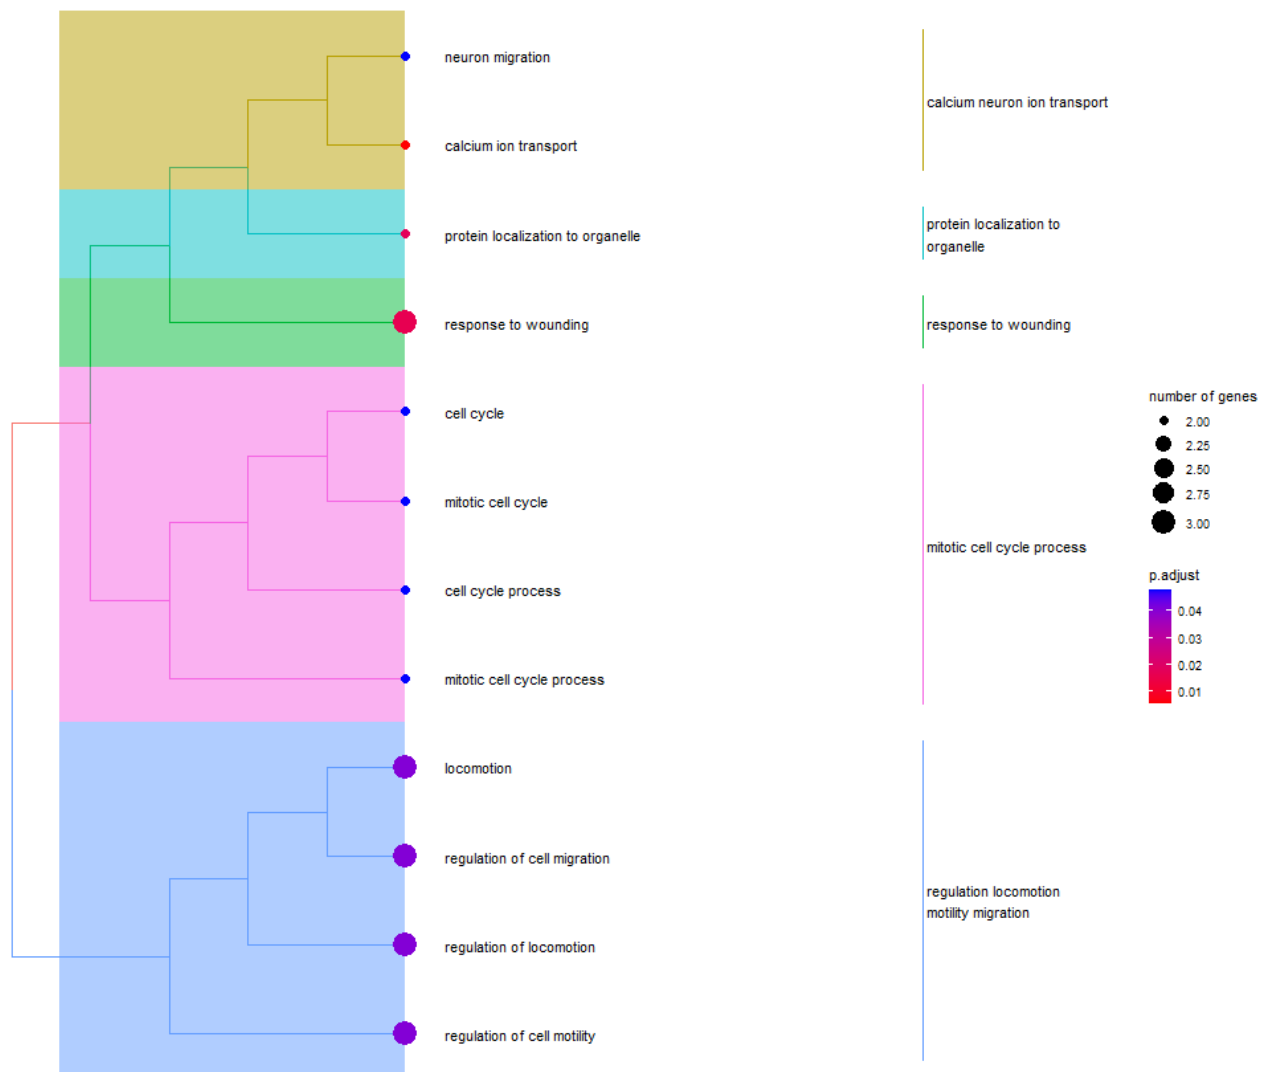 neuron migration
calcium ion transport
protein localization to organelle
response to wounding
cell cycle
mitotic cell cycle
cell cycle process
mitotic cell cycle process
locomotion
regulation of cell migration
regulation of locomotion
regulation of cell motility
calcium neuron ion transport
protein localization to
organelle
response to wounding
mitotic cell cycle process
regulation locomotion
motility migration
number of genes
2.00
2.25
2.50
2.75
3.00
p.adjust
0.04
0.03
0.02
0.01